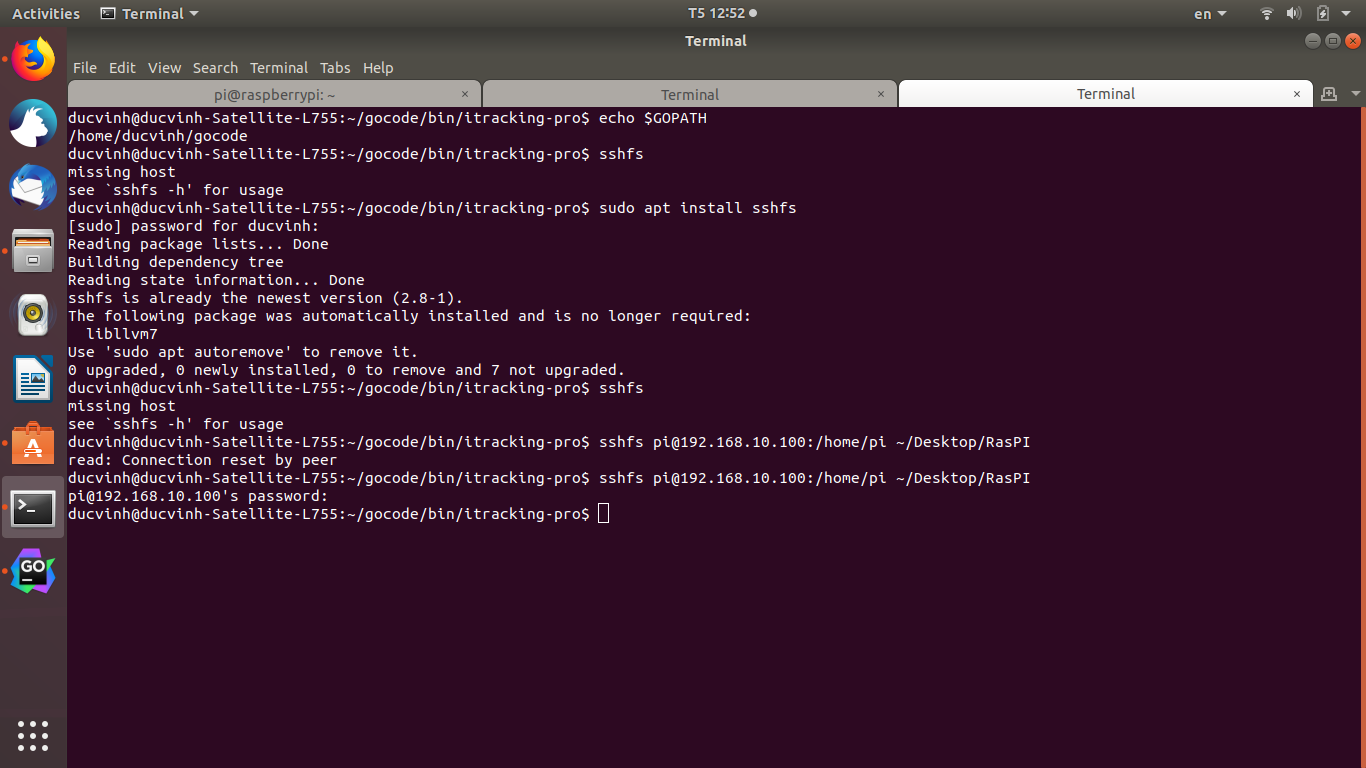 Activities Terminal T5 12:52 en
Terminal
File Edit View Search Terminal Tabs Help
pi@raspberrypi: ~ × Terminal × Terminal ×
ducvinh@ducvinh-Satellite-L755:~/gocode/bin/itracking-pro$ echo $GOPATH
/home/ducvinh/gocode
ducvinh@ducvinh-Satellite-L755:~/gocode/bin/itracking-pro$ sshfs
missing host
see `sshfs -h' for usage
ducvinh@ducvinh-Satellite-L755:~/gocode/bin/itracking-pro$ sudo apt install sshfs
[sudo] password for ducvinh:
Reading package lists... Done
Building dependency tree
Reading state information... Done
sshfs is already the newest version (2.8-1).
The following package was automatically installed and is no longer required:
  libllvm7
Use 'sudo apt autoremove' to remove it.
0 upgraded, 0 newly installed, 0 to remove and 7 not upgraded.
ducvinh@ducvinh-Satellite-L755:~/gocode/bin/itracking-pro$ sshfs
missing host
see `sshfs -h' for usage
ducvinh@ducvinh-Satellite-L755:~/gocode/bin/itracking-pro$ sshfs pi@192.168.10.100:/home/pi ~/Desktop/RasPI
read: Connection reset by peer
ducvinh@ducvinh-Satellite-L755:~/gocode/bin/itracking-pro$ sshfs pi@192.168.10.100:/home/pi ~/Desktop/RasPI
pi@192.168.10.100's password:
ducvinh@ducvinh-Satellite-L755:~/gocode/bin/itracking-pro$
A
>_
GO